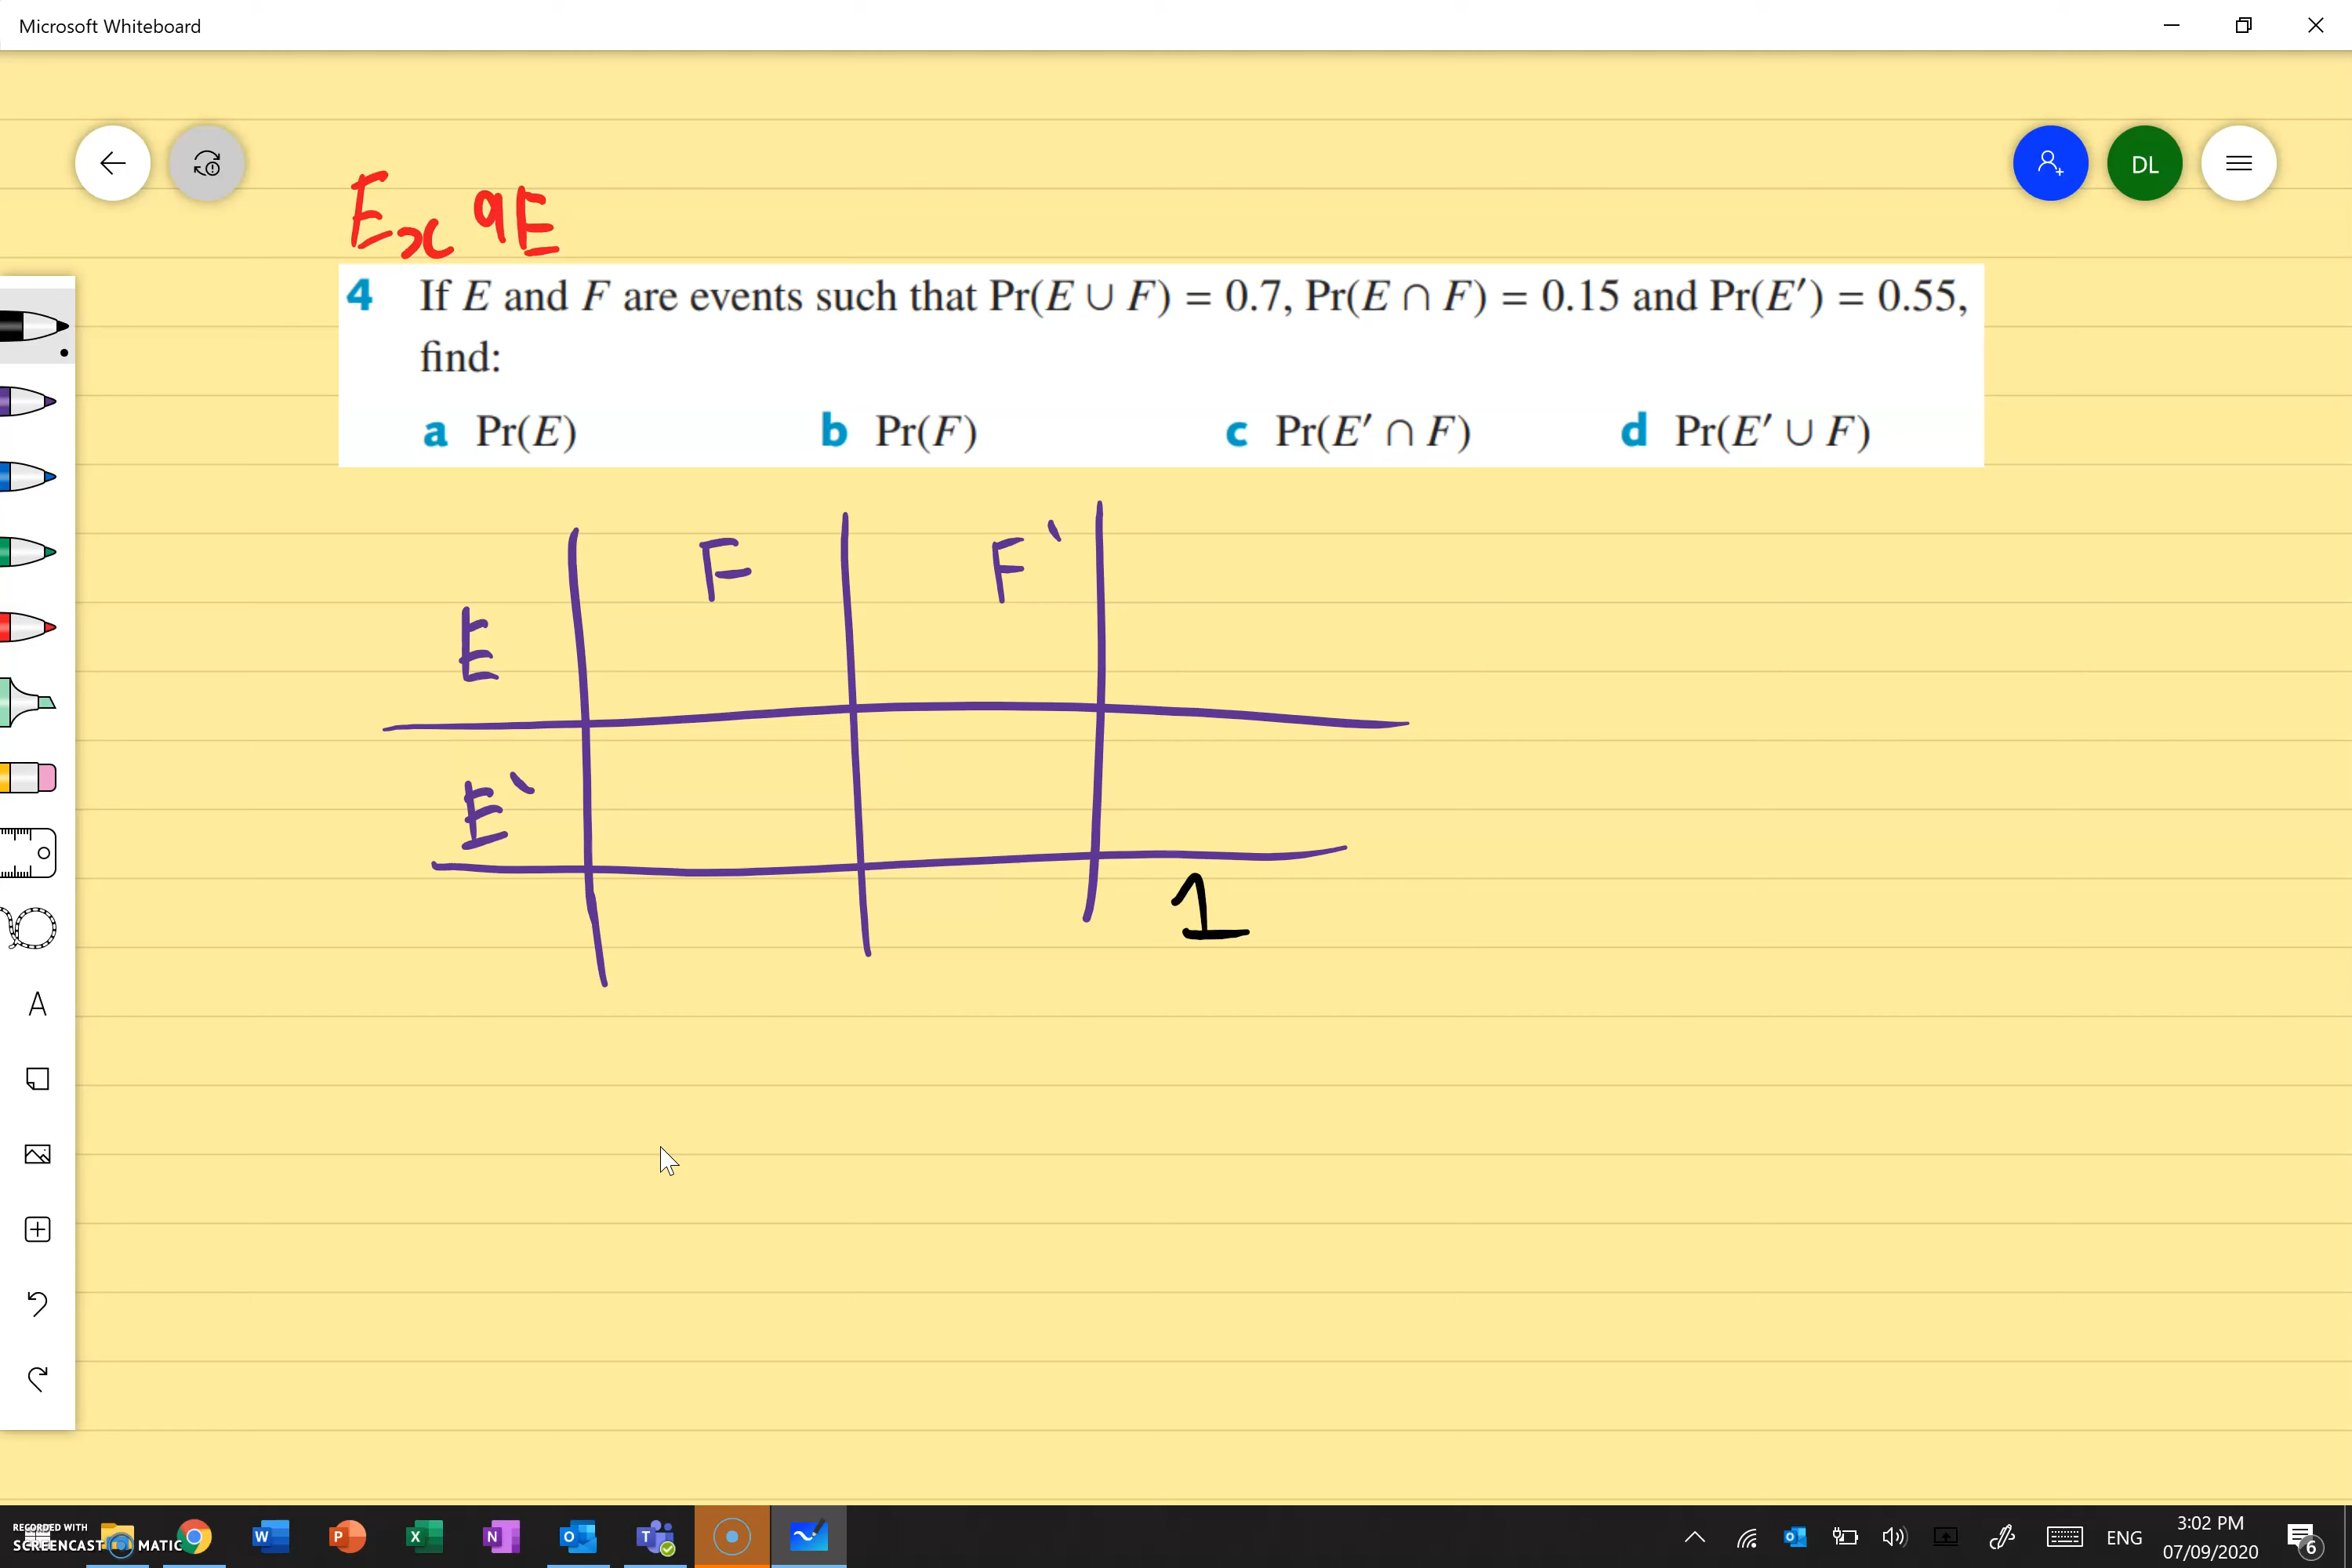 Microsoft Whiteboard
DL
Ex 9E
4 If E and F are events such that Pr(E ∪ F) = 0.7, Pr(E ∩ F) = 0.15 and Pr(E′) = 0.55,
find:
a Pr(E) b Pr(F) c Pr(E′ ∩ F) d Pr(E′ ∪ F)
F F'
E
E'
1
A
RECORDED WITH
SCREENCAST MATIC
ENG
3:02 PM
07/09/2020
6